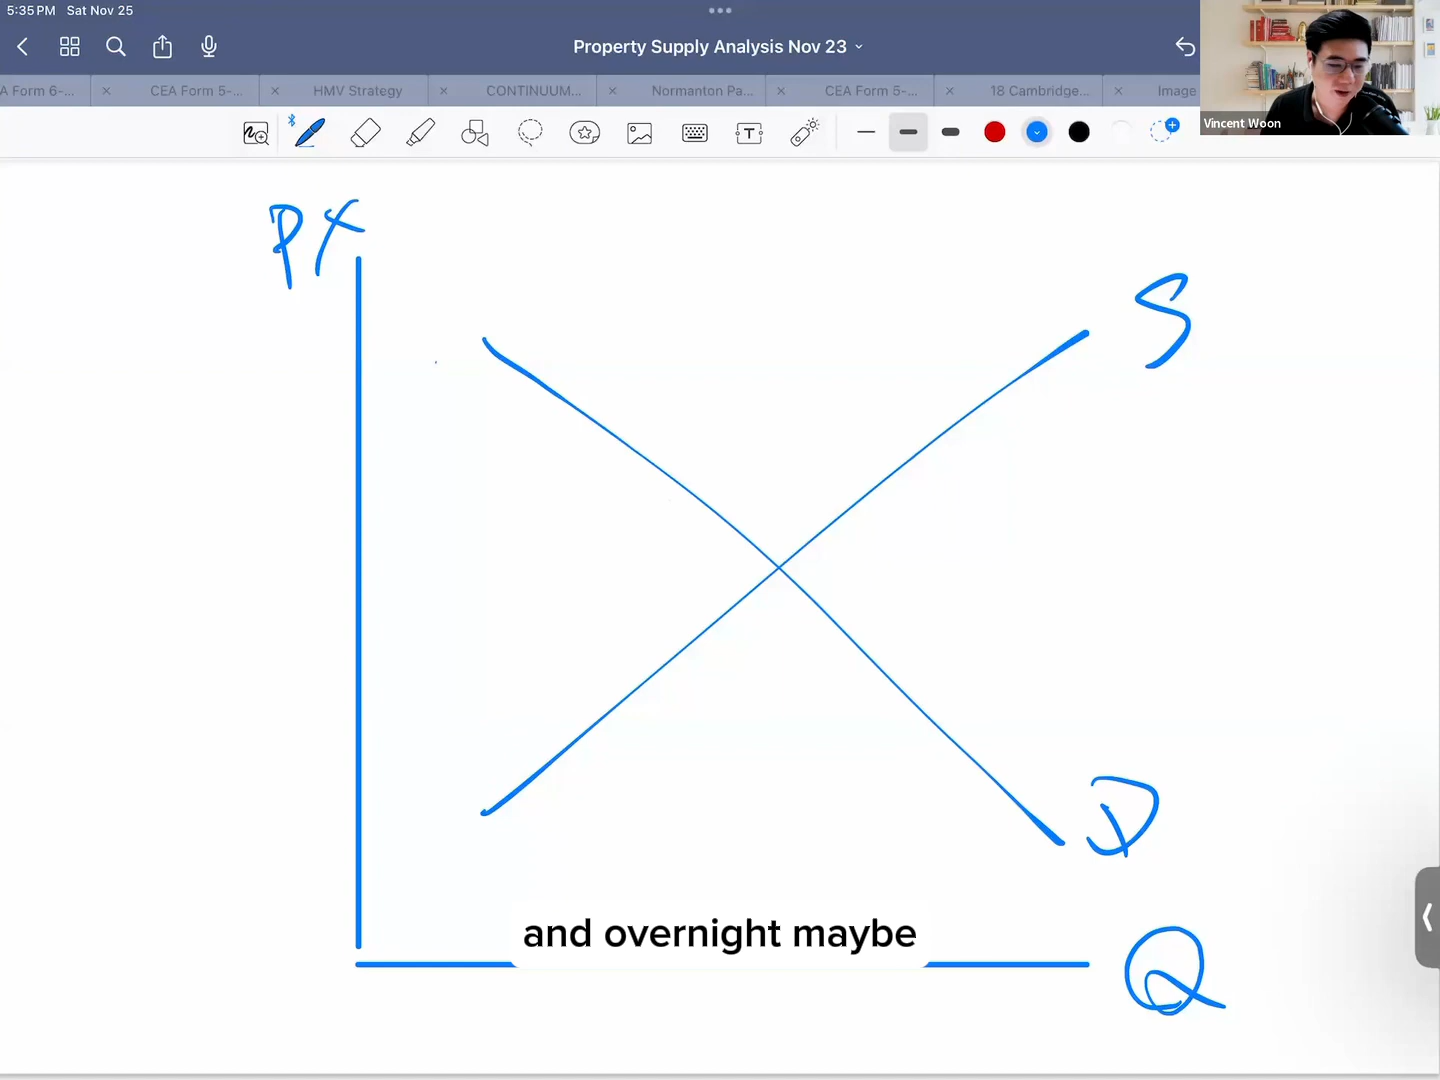 5:35 PM Sat Nov 25
Property Supply Analysis Nov 23
A Form 6-...
CEA Form 5-...
HMV Strategy
CONTINUUM...
Normanton Pa...
CEA Form 5-...
18 Cambridge...
Image
T
Vincent Woon
PX
S
D
and overnight maybe
Q